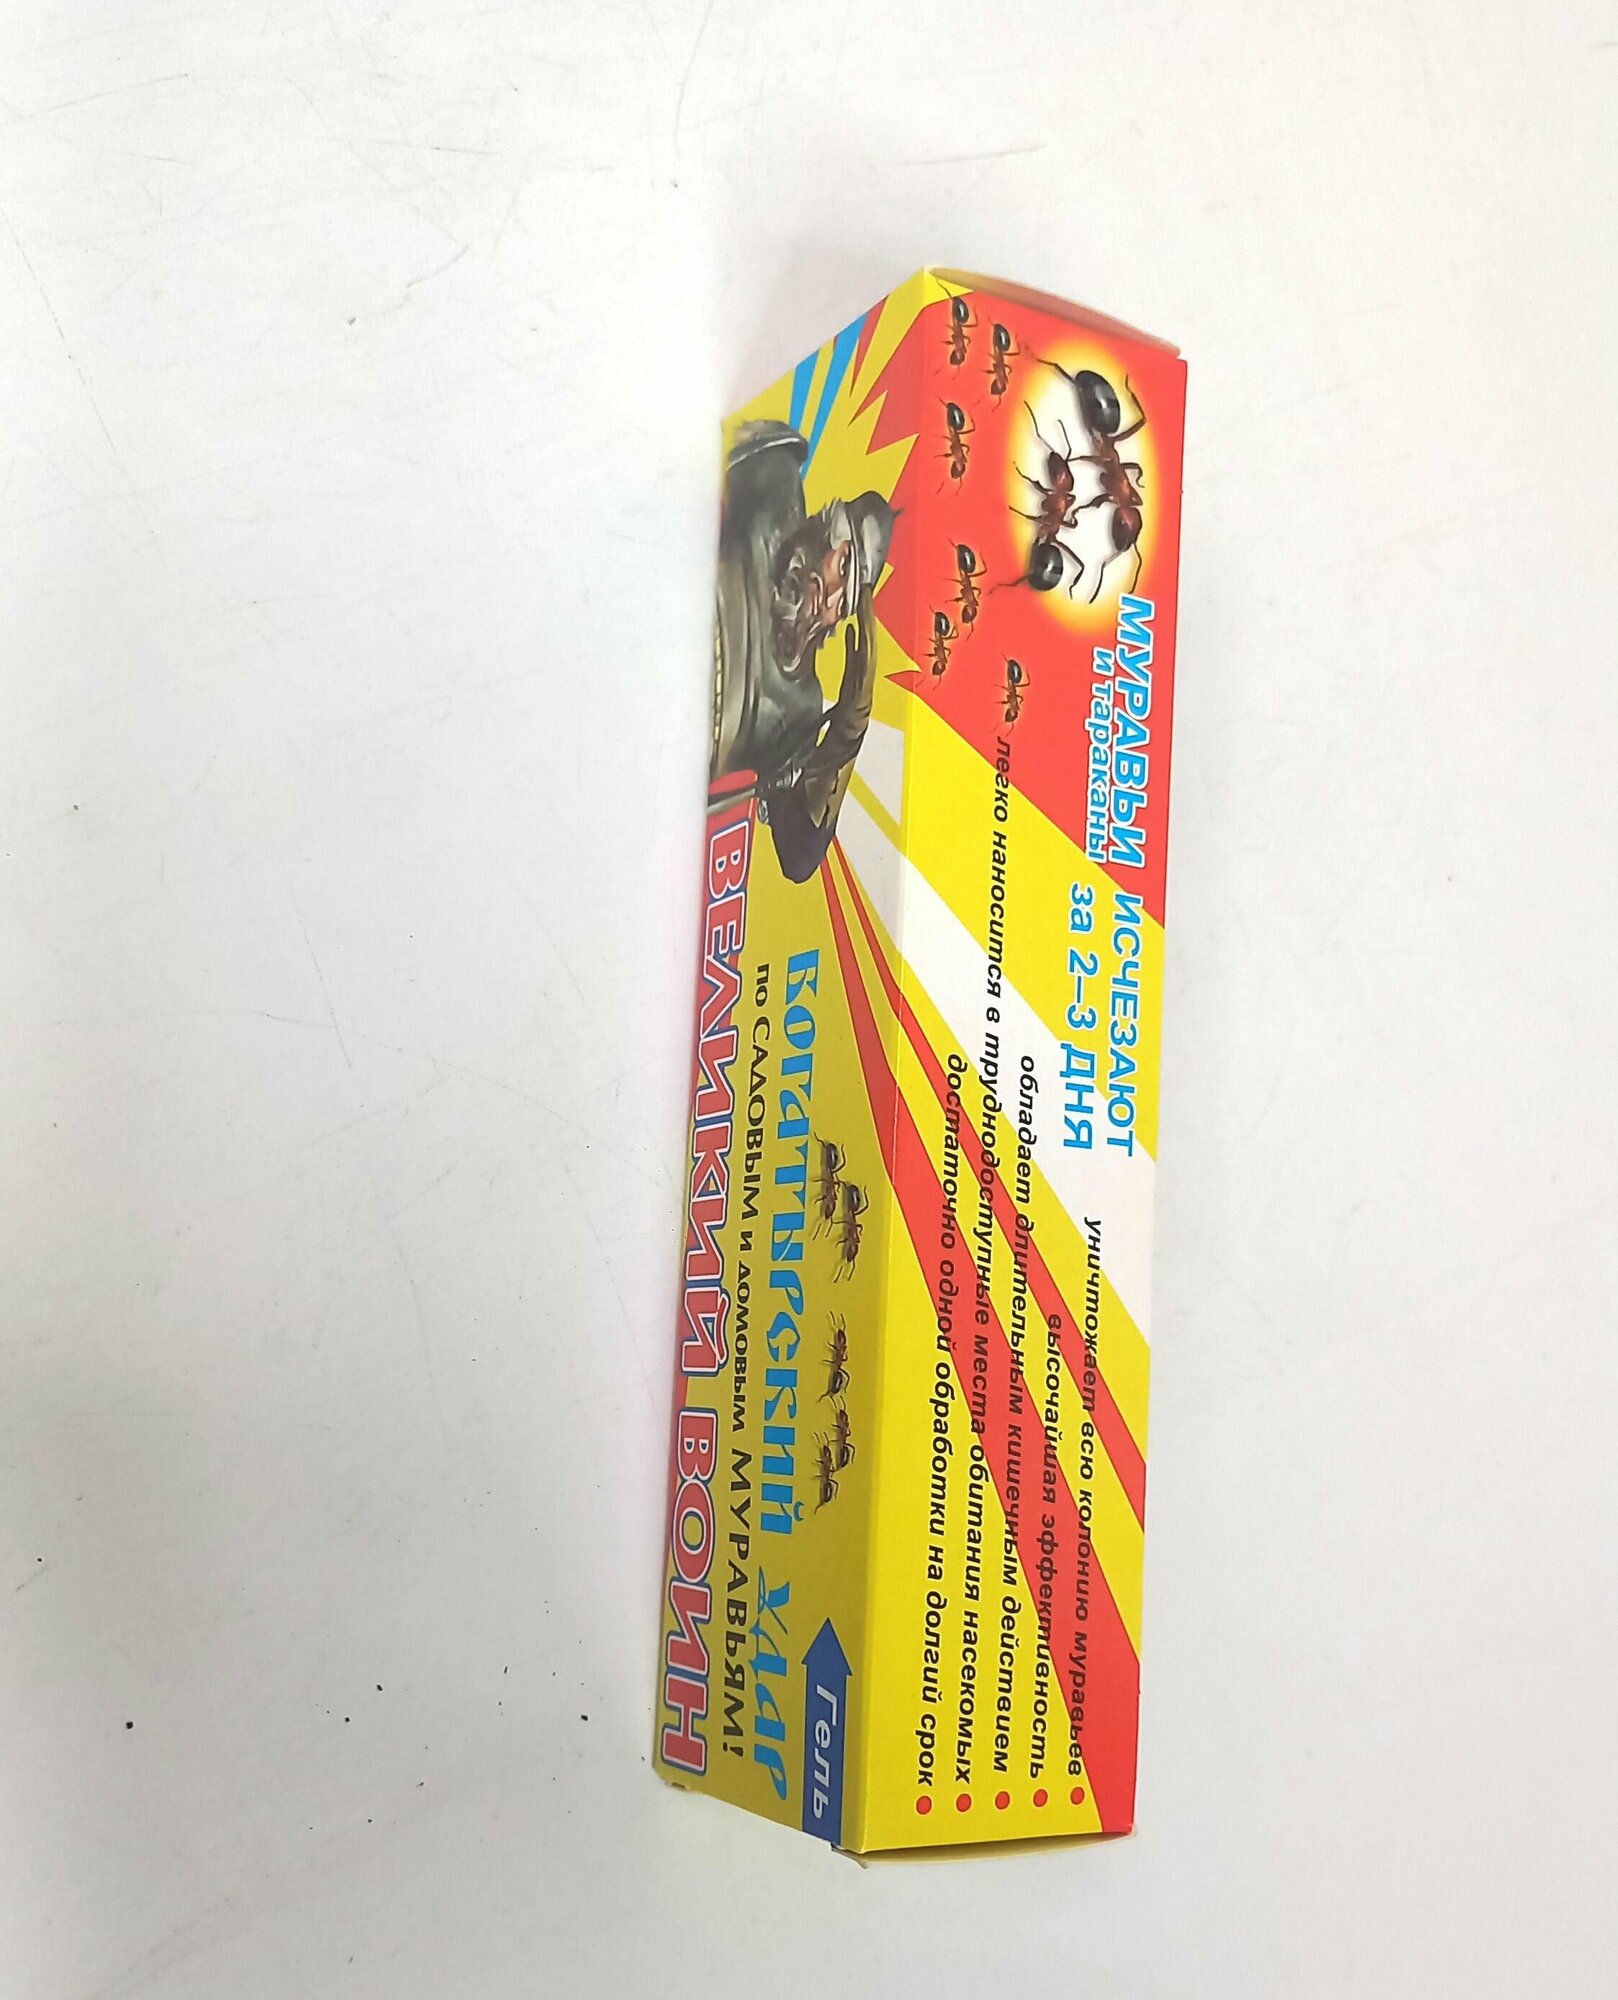 МУРАВЬИ ИСЧЕЗАЮТ
и тараканы за 2–3 ДНЯ
уничтожает всю колонию муравьев •
высочайшая эффективность •
обладает длительным кишечным действием •
легко наносится в труднодоступные места обитания насекомых •
достаточно одной обработки на долгий срок •
Гель
Богатырский удар
по САДОВЫМ и ДОМОВЫМ МУРАВЬЯМ!
ВЕЛИКИЙ ВОИН